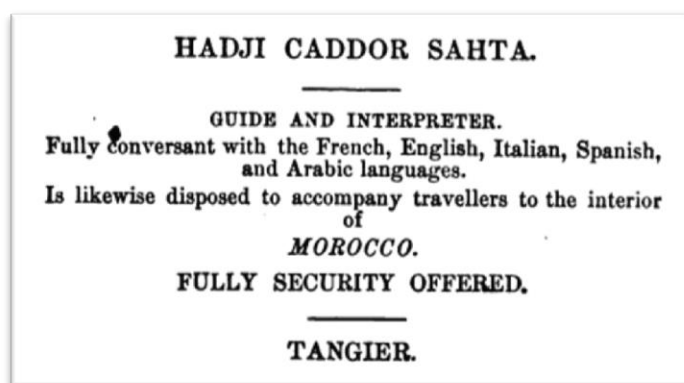 HADJI CADDOR SAHTA.
GUIDE AND INTERPRETER.
Fully conversant with the French, English, Italian, Spanish,
and Arabic languages.
Is likewise disposed to accompany travellers to the interior
of
MOROCCO.
FULLY SECURITY OFFERED.
TANGIER.